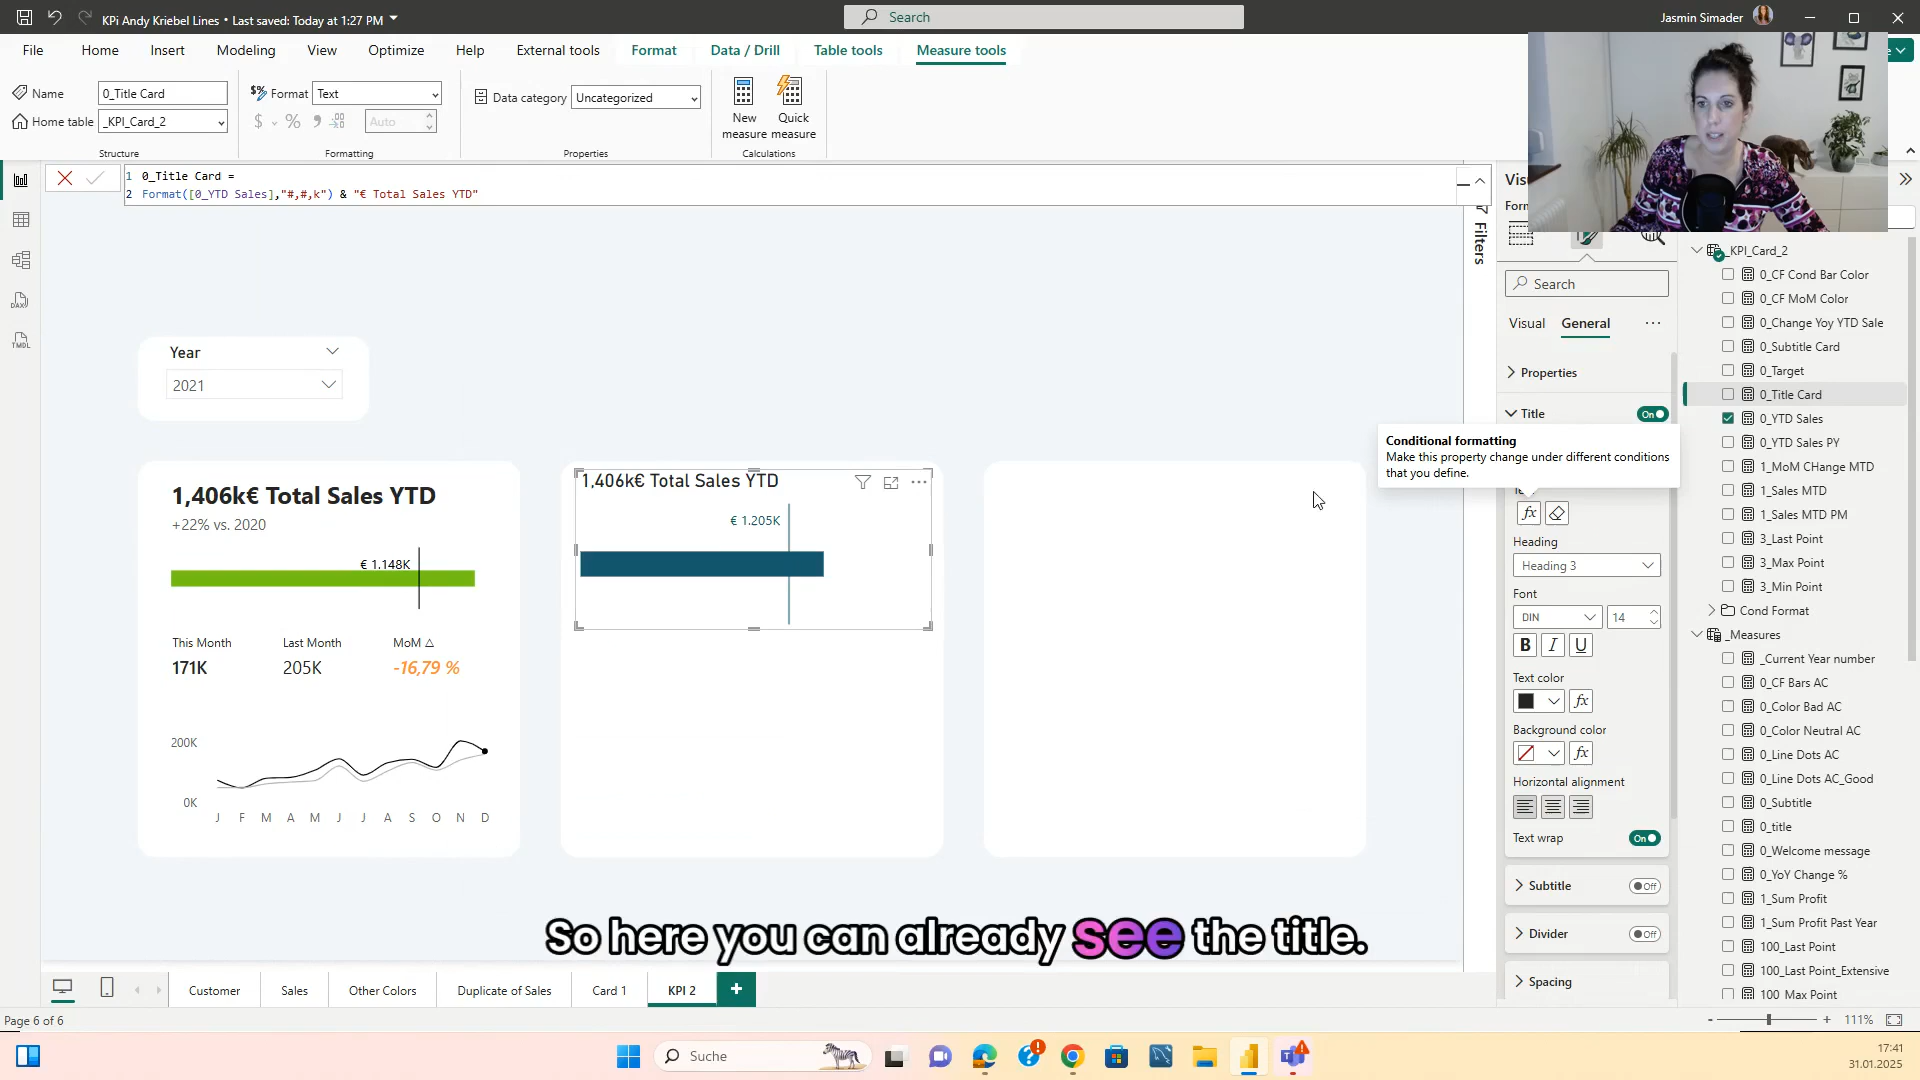 KPi Andy Kriebel Lines • Last saved: Today at 1:27 PM
Search
Jasmin Simader
File
Home
Insert
Modeling
View
Optimize
Help
External tools
Format
Data / Drill
Table tools
Measure tools
Name
0_Title Card
Home table
_KPI_Card_2
Structure
Format
Text
$
%
Auto
Formatting
Data category
Uncategorized
Properties
New
measure
Quick
measure
Calculations
1 0_Title Card =
2 Format([0_YTD Sales],"#,#,k") & "€ Total Sales YTD"
Year
2021
1,406k€ Total Sales YTD
+22% vs. 2020
€ 1.148K
This Month
171K
Last Month
205K
MoM △
-16,79 %
200K
0K
J F M A M J J A S O N D
1,406k€ Total Sales YTD
€ 1.205K
So here you can already see the title.
Filters
Search
Visual
General
Properties
Title
On
Conditional formatting
Make this property change under different conditions
that you define.
fx
Heading
Heading 3
Font
DIN
14
B
I
U
Text color
fx
Background color
fx
Horizontal alignment
Text wrap
On
Subtitle
Off
Divider
Off
Spacing
_KPI_Card_2
0_CF Cond Bar Color
0_CF MoM Color
0_Change Yoy YTD Sale
0_Subtitle Card
0_Target
0_Title Card
0_YTD Sales
0_YTD Sales PY
1_MoM CHange MTD
1_Sales MTD
1_Sales MTD PM
3_Last Point
3_Max Point
3_Min Point
Cond Format
_Measures
_Current Year number
0_CF Bars AC
0_Color Bad AC
0_Color Neutral AC
0_Line Dots AC
0_Line Dots AC_Good
0_Subtitle
0_title
0_Welcome message
0_YoY Change %
1_Sum Profit
1_Sum Profit Past Year
100_Last Point
100_Last Point_Extensive
100_Max Point
Customer
Sales
Other Colors
Duplicate of Sales
Card 1
KPI 2
Page 6 of 6
111%
Suche
17:41
31.01.2025